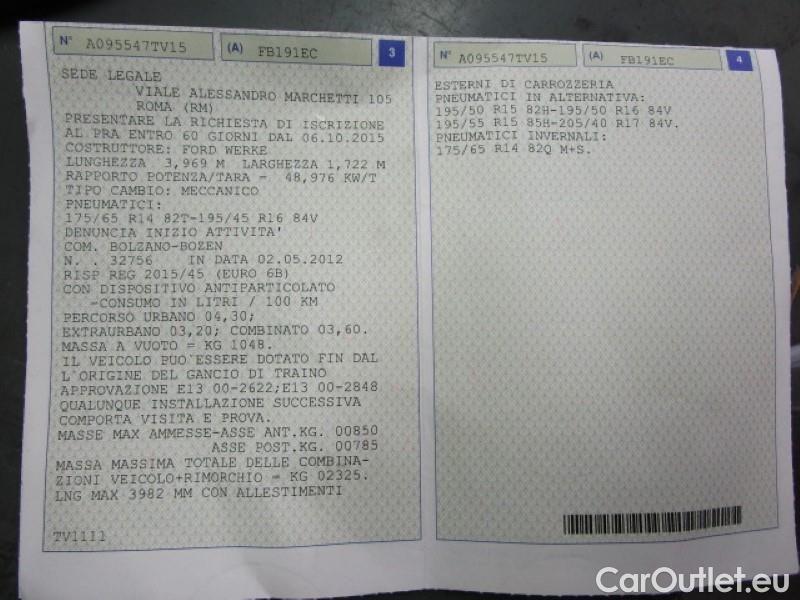 N° A095547TV15 (A) FB191EC 3
SEDE LEGALE
VIALE ALESSANDRO MARCHETTI 105
ROMA (RM)
PRESENTARE LA RICHIESTA DI ISCRIZIONE
AL PRA ENTRO 60 GIORNI DAL 06.10.2015
COSTRUTTORE: FORD WERKE
LUNGHEZZA 3,969 M LARGHEZZA 1,722 M
RAPPORTO POTENZA/TARA = 48,976 KW/T
TIPO CAMBIO: MECCANICO
PNEUMATICI:
175/65 R14 82T-195/45 R16 84V
DENUNCIA INIZIO ATTIVITA'
COM. BOLZANO-BOZEN
N. . 32756 IN DATA 02.05.2012
RISP REG 2015/45 (EURO 6B)
CON DISPOSITIVO ANTIPARTICOLATO
-CONSUMO IN LITRI / 100 KM
PERCORSO URBANO 04,30;
EXTRAURBANO 03,20; COMBINATO 03,60.
MASSA A VUOTO = KG 1048.
IL VEICOLO PUO'ESSERE DOTATO FIN DAL
L'ORIGINE DEL GANCIO DI TRAINO
APPROVAZIONE E13 00-2622;E13 00-2848
QUALUNQUE INSTALLAZIONE SUCCESSIVA
COMPORTA VISITA E PROVA.
MASSE MAX AMMESSE-ASSE ANT.KG. 00850
ASSE POST.KG. 00785
MASSA MASSIMA TOTALE DELLE COMBINA-
ZIONI VEICOLO+RIMORCHIO = KG 02325.
LNG MAX 3982 MM CON ALLESTIMENTI
TV1111
N° A095547TV15 (A) FB191EC 4
ESTERNI DI CARROZZERIA
PNEUMATICI IN ALTERNATIVA:
195/50 R15 82H-195/50 R16 84V
195/55 R15 85H-205/40 R17 84V.
PNEUMATICI INVERNALI:
175/65 R14 82Q M+S.
CarOutlet.eu